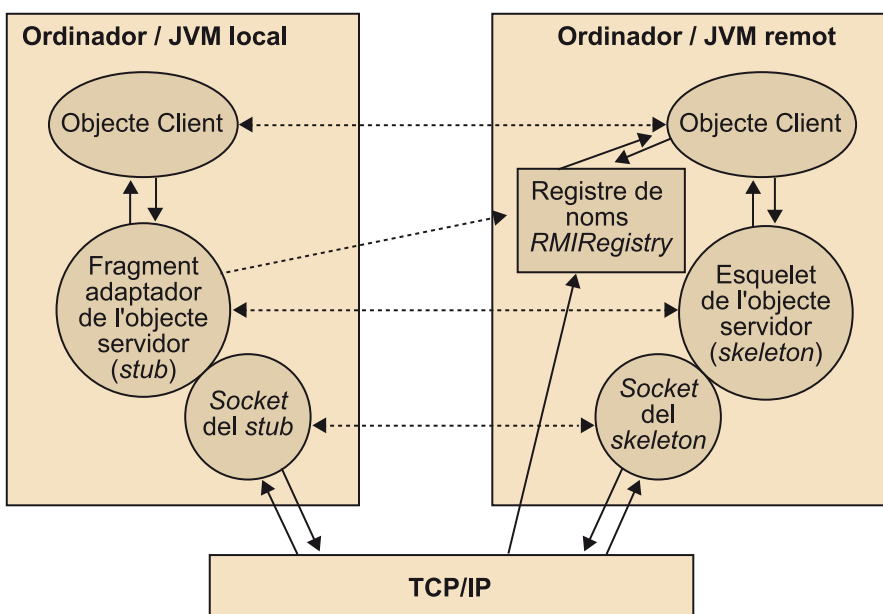 Ordinador / JVM local
Objecte Client
Fragment
adaptador
de l'objecte
servidor
(stub)
Socket
del stub
Ordinador / JVM remot
Objecte Client
Registre de
noms
RMIRegistry
Esquelet
de l'objecte
servidor
(skeleton)
Socket
del
skeleton
TCP/IP